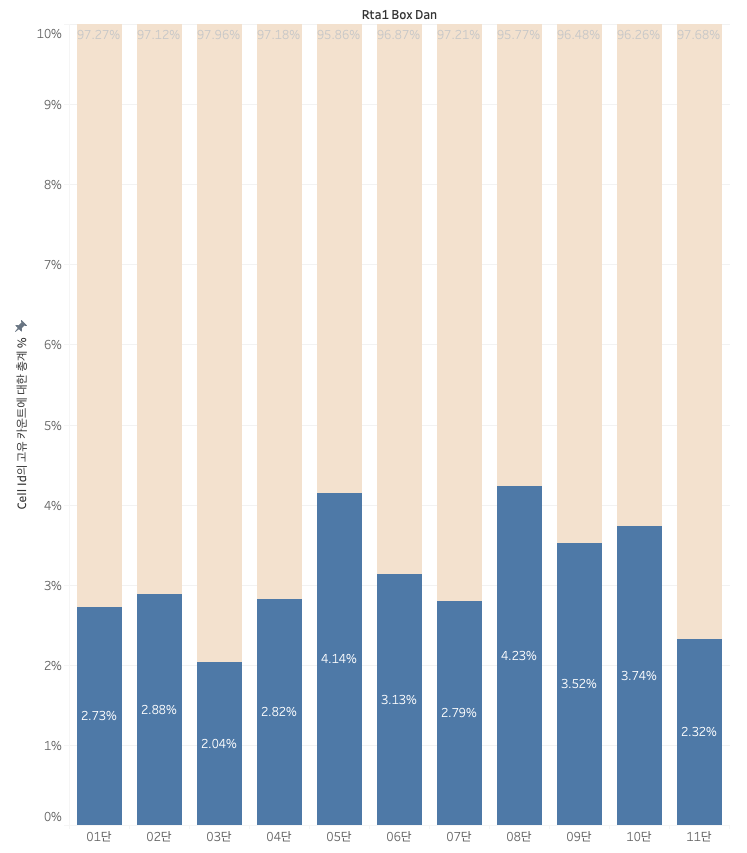 Rta1 Box Dan
10%
9%
8%
7%
6%
5%
4%
3%
2%
1%
0%
Cell Id의 고유 카운트에 대한 총계 %
97.27% 97.12% 97.96% 97.18% 95.86% 96.87% 97.21% 95.77% 96.48% 96.26% 97.68%
2.73% 2.88% 2.04% 2.82% 4.14% 3.13% 2.79% 4.23% 3.52% 3.74% 2.32%
01단 02단 03단 04단 05단 06단 07단 08단 09단 10단 11단